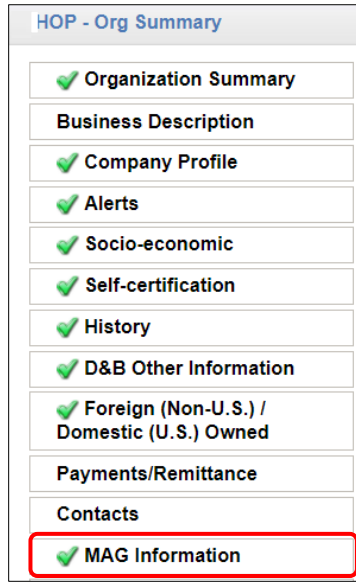 HOP - Org Summary
Organization Summary
Business Description
Company Profile
Alerts
Socio-economic
Self-certification
History
D&B Other Information
Foreign (Non-U.S.) /
Domestic (U.S.) Owned
Payments/Remittance
Contacts
MAG Information